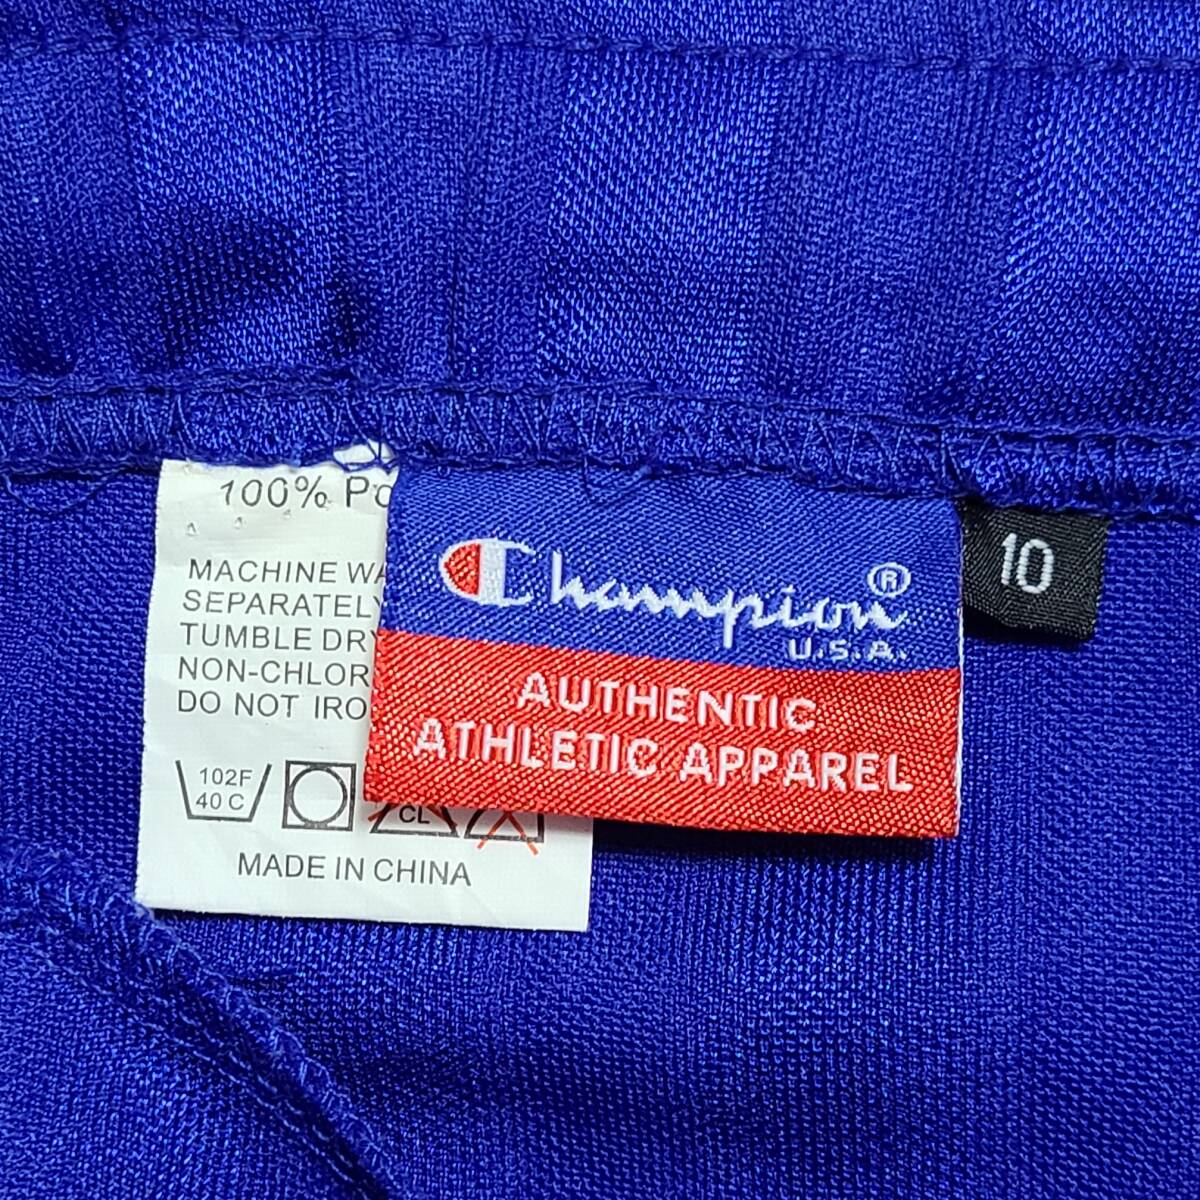 100% Po
MACHINE WA
SEPARATELY
TUMBLE DRY
NON-CHLOR
DO NOT IRO
102F
40 C
CL
MADE IN CHINA
Champion®
U.S.A.
AUTHENTIC
ATHLETIC APPAREL
10